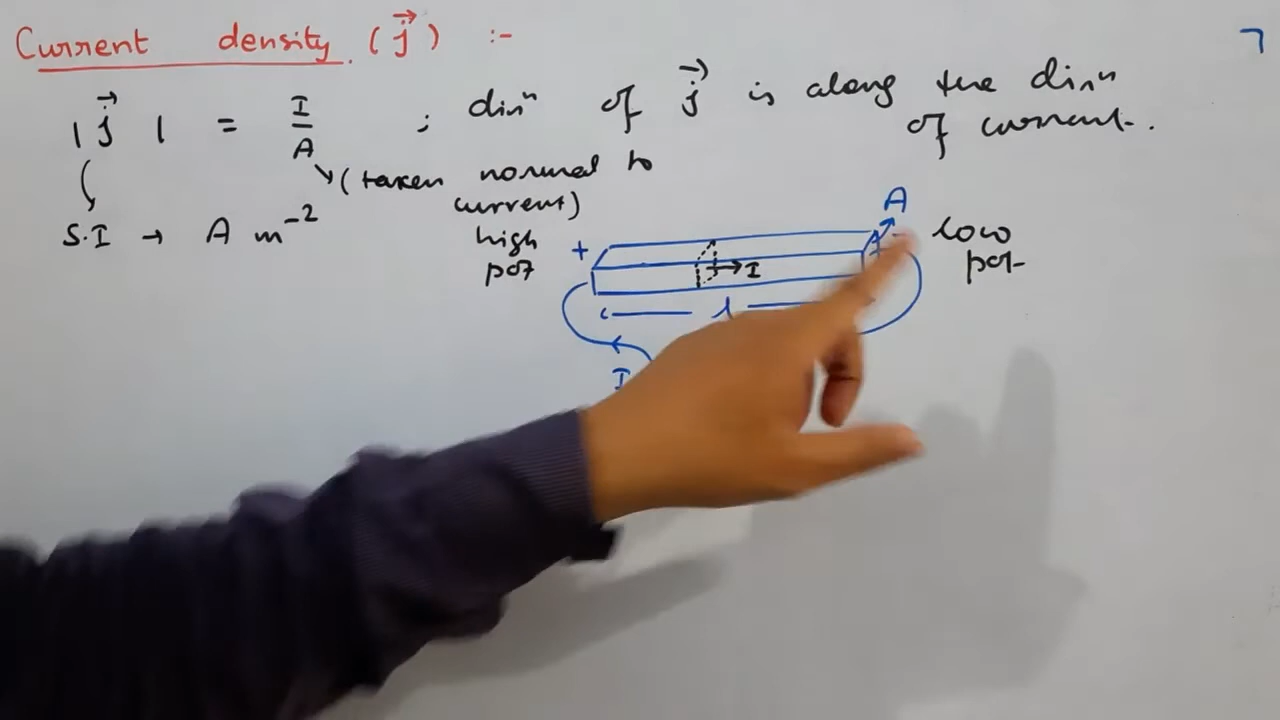 Current density (j⃗) :-
|j⃗| = I/A ; dirⁿ of j⃗ is along the dirⁿ
of current.
(taken normal to
current)
S.I → A m⁻²
high
pot
+
I
l
A
-
low
pot
I